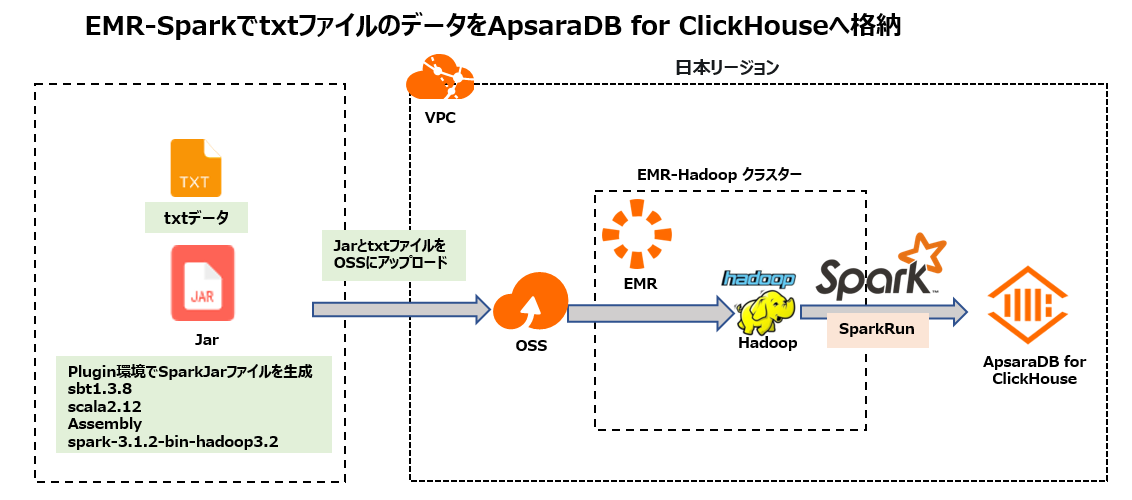 EMR-SparkでtxtファイルのデータをApsaraDB for ClickHouseへ格納
日本リージョン
VPC
TXT
txtデータ
JAR
Jar
Plugin環境でSparkJarファイルを生成
sbt1.3.8
scala2.12
Assembly
spark-3.1.2-bin-hadoop3.2
Jarとtxtファイルを
OSSにアップロード
OSS
EMR-Hadoop クラスター
EMR
hadoop
Hadoop
Spark™
SparkRun
ApsaraDB for
ClickHouse